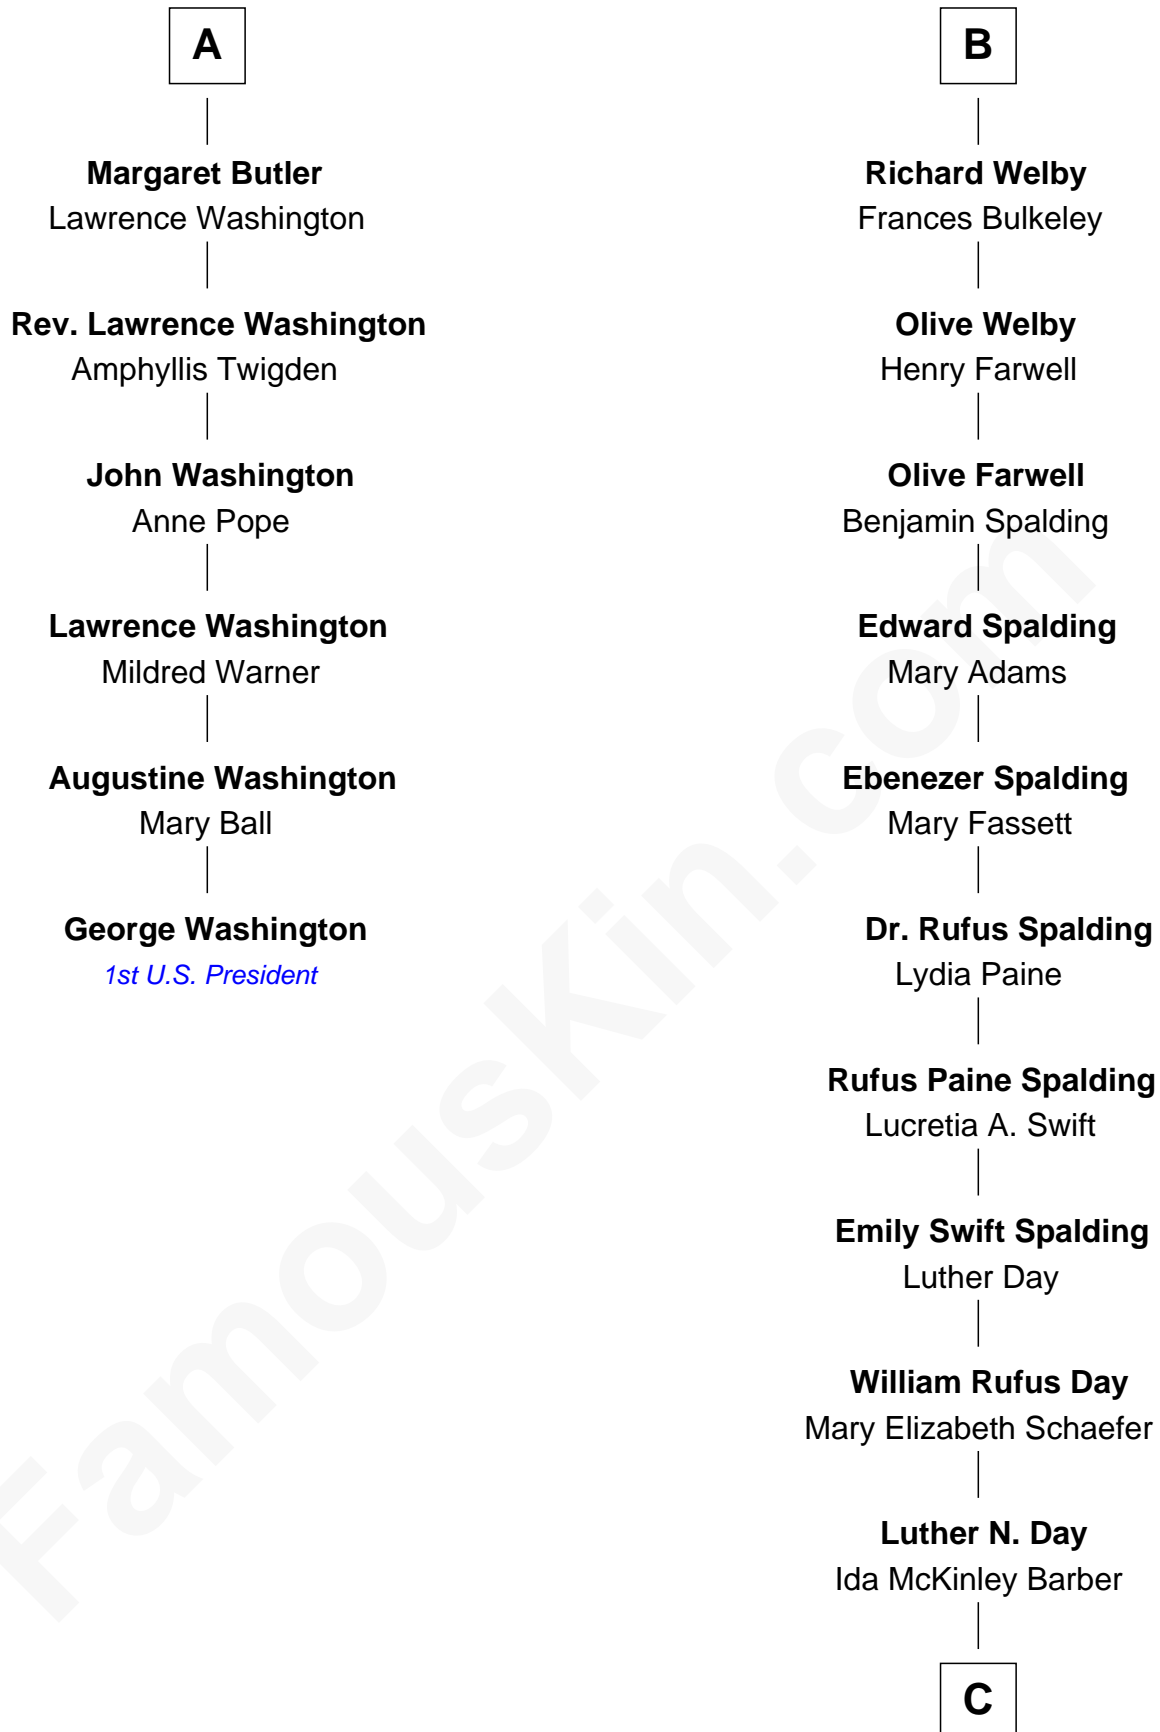 A
Margaret Butler
Lawrence Washington
Rev. Lawrence Washington
Amphyllis Twigden
John Washington
Anne Pope
Lawrence Washington
Mildred Warner
Augustine Washington
Mary Ball
George Washington
1st U.S. President
B
Richard Welby
Frances Bulkeley
Olive Welby
Henry Farwell
Olive Farwell
Benjamin Spalding
Edward Spalding
Mary Adams
Ebenezer Spalding
Mary Fassett
Dr. Rufus Spalding
Lydia Paine
Rufus Paine Spalding
Lucretia A. Swift
Emily Swift Spalding
Luther Day
William Rufus Day
Mary Elizabeth Schaefer
Luther N. Day
Ida McKinley Barber
C
FamousKin.com